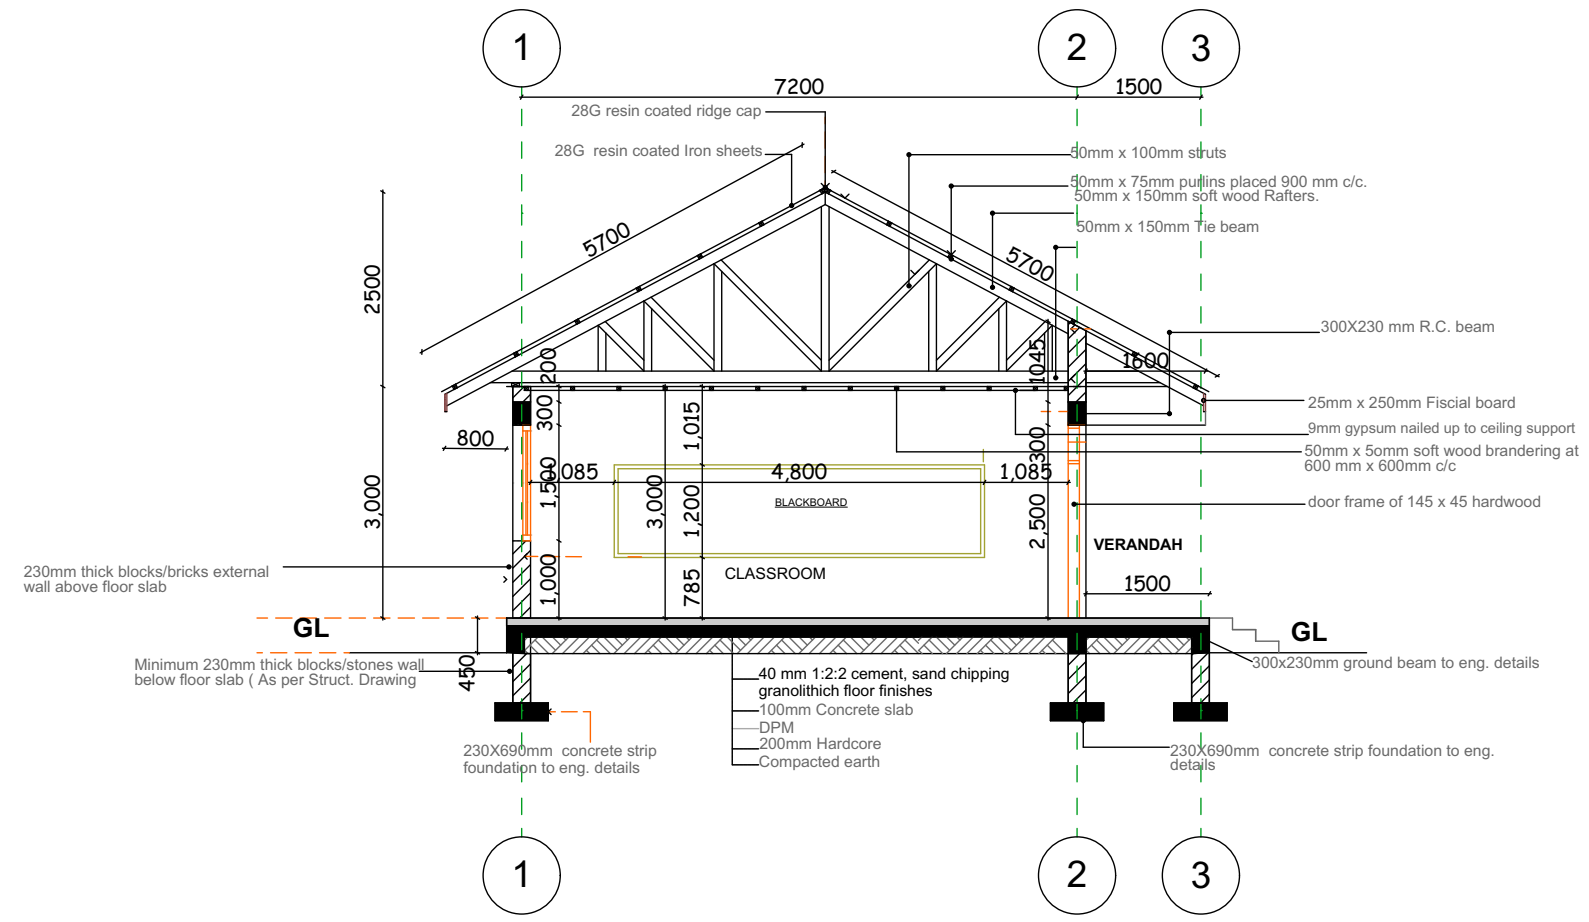 1
2
3
7200
1500
28G resin coated ridge cap
28G  resin coated Iron sheets
50mm x 100mm struts
50mm x 75mm purlins placed 900 mm c/c.
50mm x 150mm soft wood Rafters.
50mm x 150mm Tie beam
5700
5700
2500
300X230 mm R.C. beam
1045
1600
200
300
25mm x 250mm Fiscial board
9mm gypsum nailed up to ceiling support
50mm x 5omm soft wood brandering at
600 mm x 600mm c/c
800
1,015
300
1,085
4,800
1,085
1,500
3,000
3,000
1,200
2,500
BLACKBOARD
door frame of 145 x 45 hardwood
VERANDAH
CLASSROOM
230mm thick blocks/bricks external
wall above floor slab
1,000
785
1500
GL
GL
Minimum 230mm thick blocks/stones wall
below floor slab ( As per Struct. Drawing
450
300x230mm ground beam to eng. details
40 mm 1:2:2 cement, sand chipping
granolithich floor finishes
100mm Concrete slab
DPM
200mm Hardcore
Compacted earth
230X690mm  concrete strip
foundation to eng. details
230X690mm  concrete strip foundation to eng.
details
1
2
3